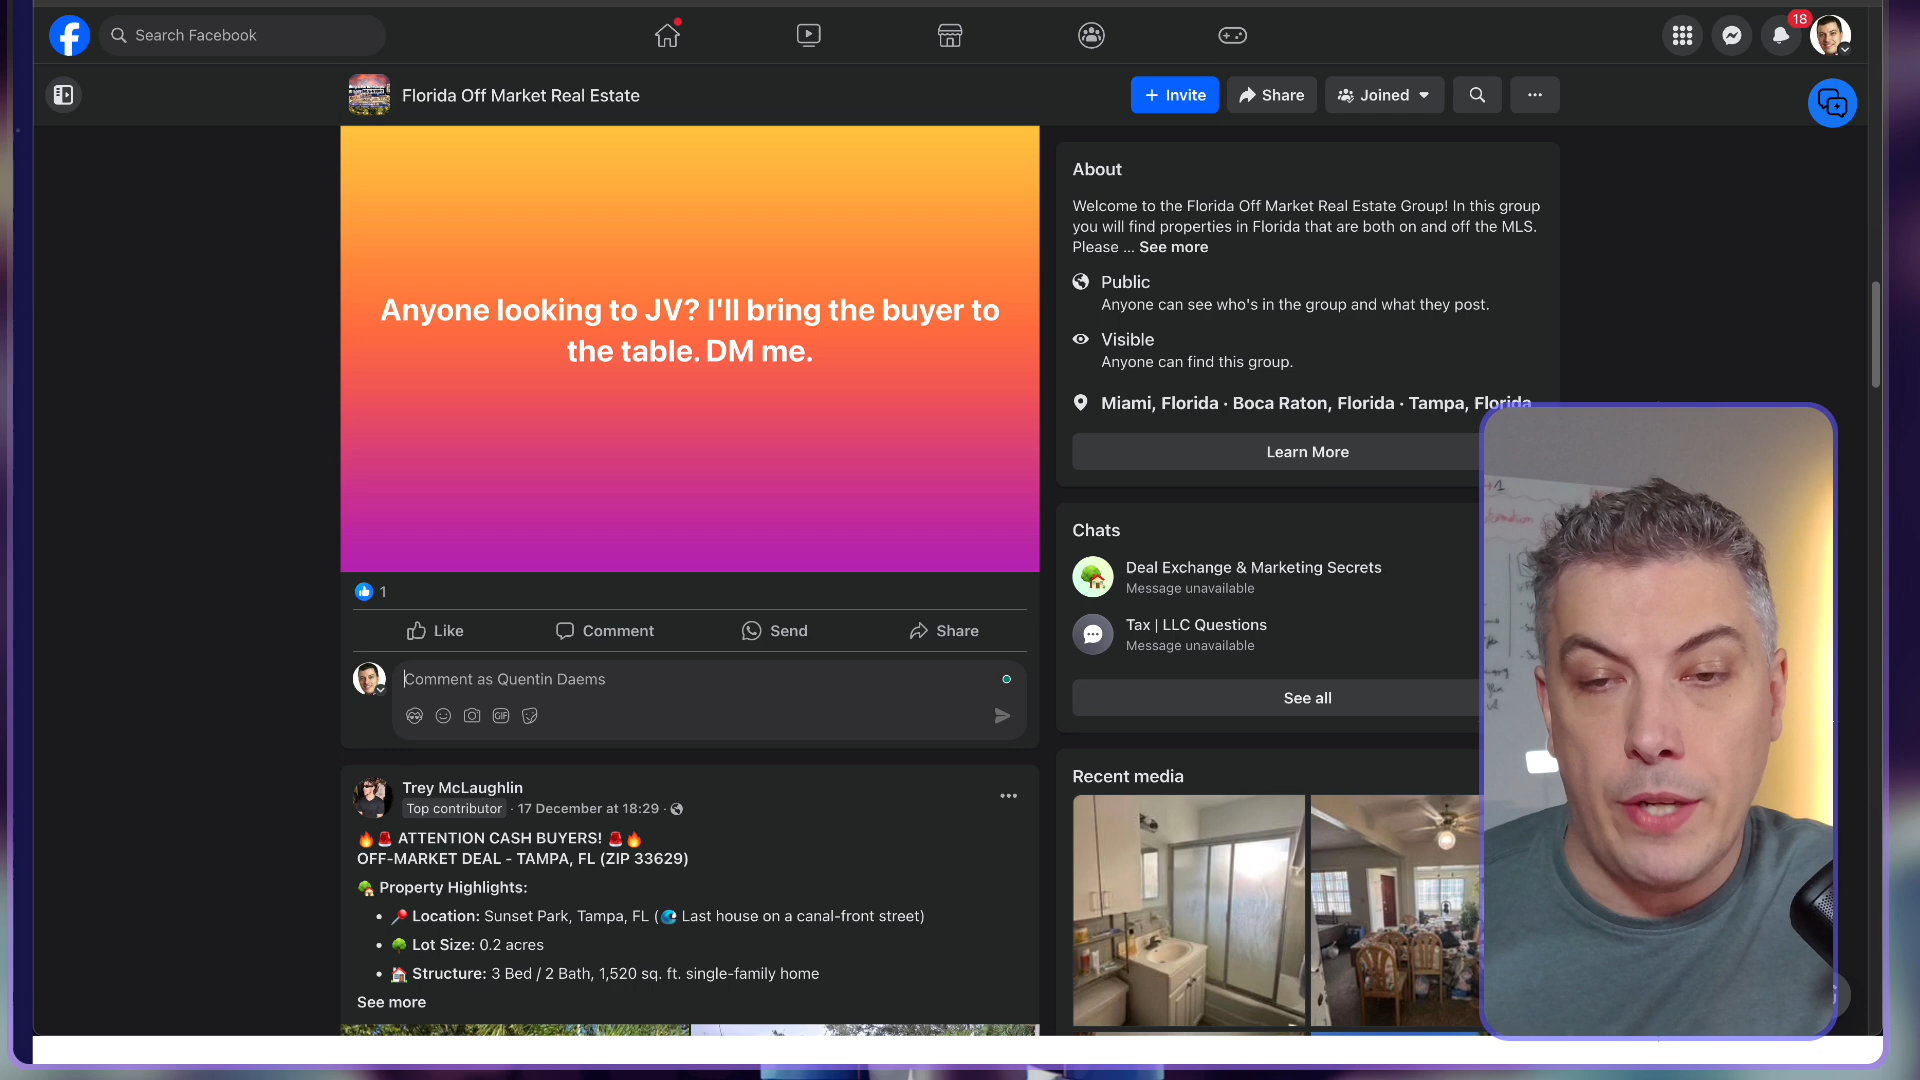 Search Facebook
18
Florida Off Market Real Estate
+ Invite
Share
Joined
Anyone looking to JV? I'll bring the buyer to
the table. DM me.
1
Like
Comment
Send
Share
Comment as Quentin Daems
GIF
Trey McLaughlin
Top contributor · 17 December at 18:29 ·
🔥🚨 ATTENTION CASH BUYERS! 🚨🔥
OFF-MARKET DEAL - TAMPA, FL (ZIP 33629)
🏡 Property Highlights:
• 📍 Location: Sunset Park, Tampa, FL (🌊 Last house on a canal-front street)
• 🌳 Lot Size: 0.2 acres
• 🏠 Structure: 3 Bed / 2 Bath, 1,520 sq. ft. single-family home
See more
About
Welcome to the Florida Off Market Real Estate Group! In this group
you will find properties in Florida that are both on and off the MLS.
Please ... See more
Public
Anyone can see who's in the group and what they post.
Visible
Anyone can find this group.
Miami, Florida · Boca Raton, Florida · Tampa, Florida
Learn More
Chats
Deal Exchange & Marketing Secrets
Message unavailable
Tax | LLC Questions
Message unavailable
See all
Recent media